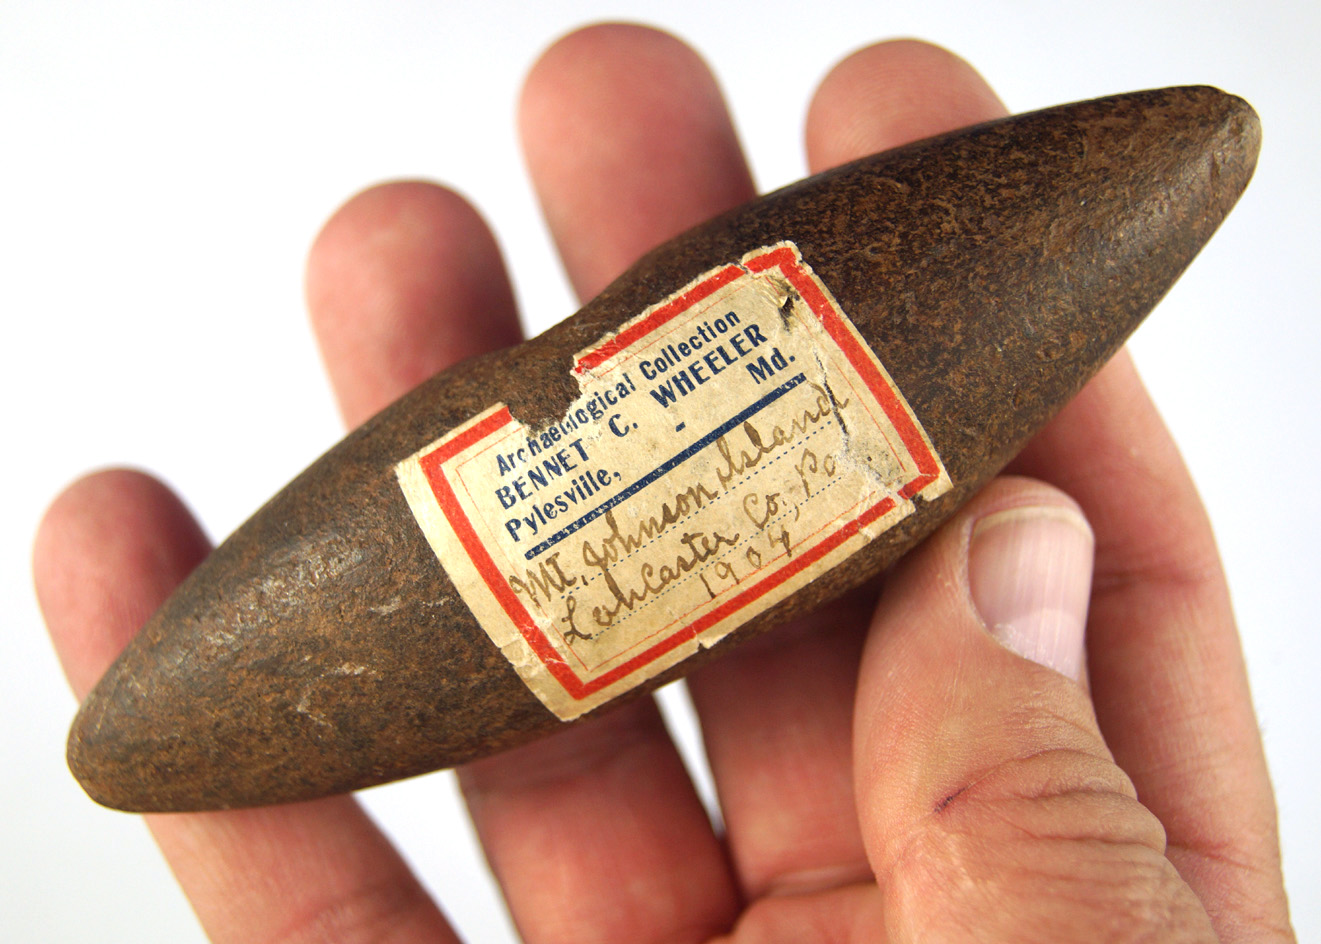 Archaeological Collection
BENNET C. WHEELER
Pylesville, - Md.
Mt. Johnson Island
Lancaster Co, Pa
1904